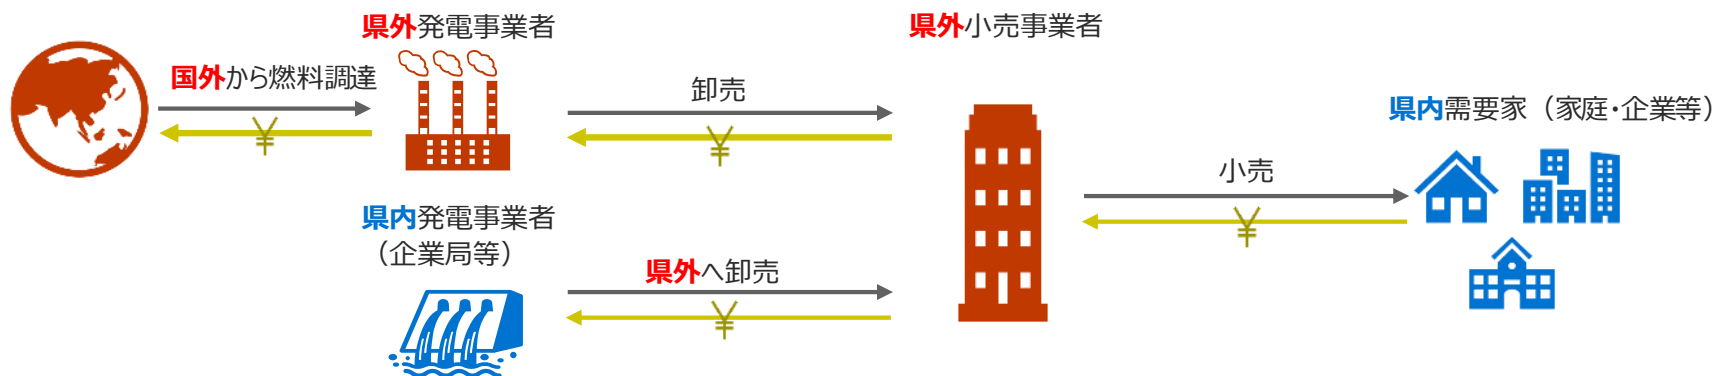 県外発電事業者
県外小売事業者
国外から燃料調達
卸売
県内需要家（家庭・企業等）
¥
¥
小売
県内発電事業者
（企業局等）
¥
県外へ卸売
¥